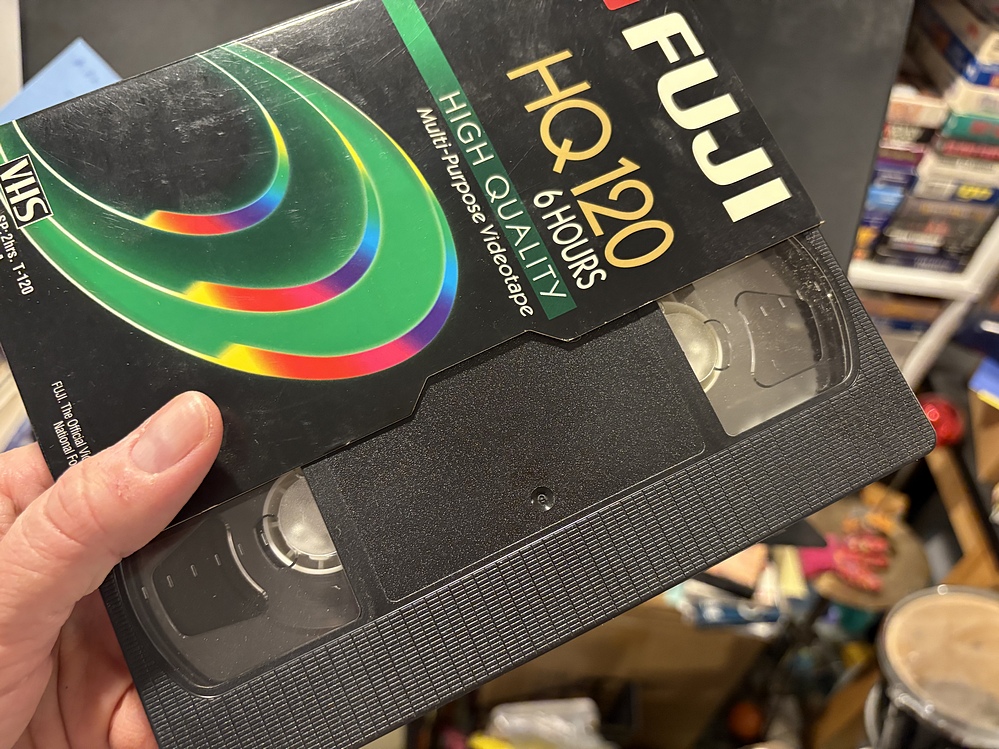 FUJI
HQ 120
6 HOURS
HIGH QUALITY
Multi-Purpose Videotape
VHS
SP: 2hrs. T-120
FUJI. The Official
National